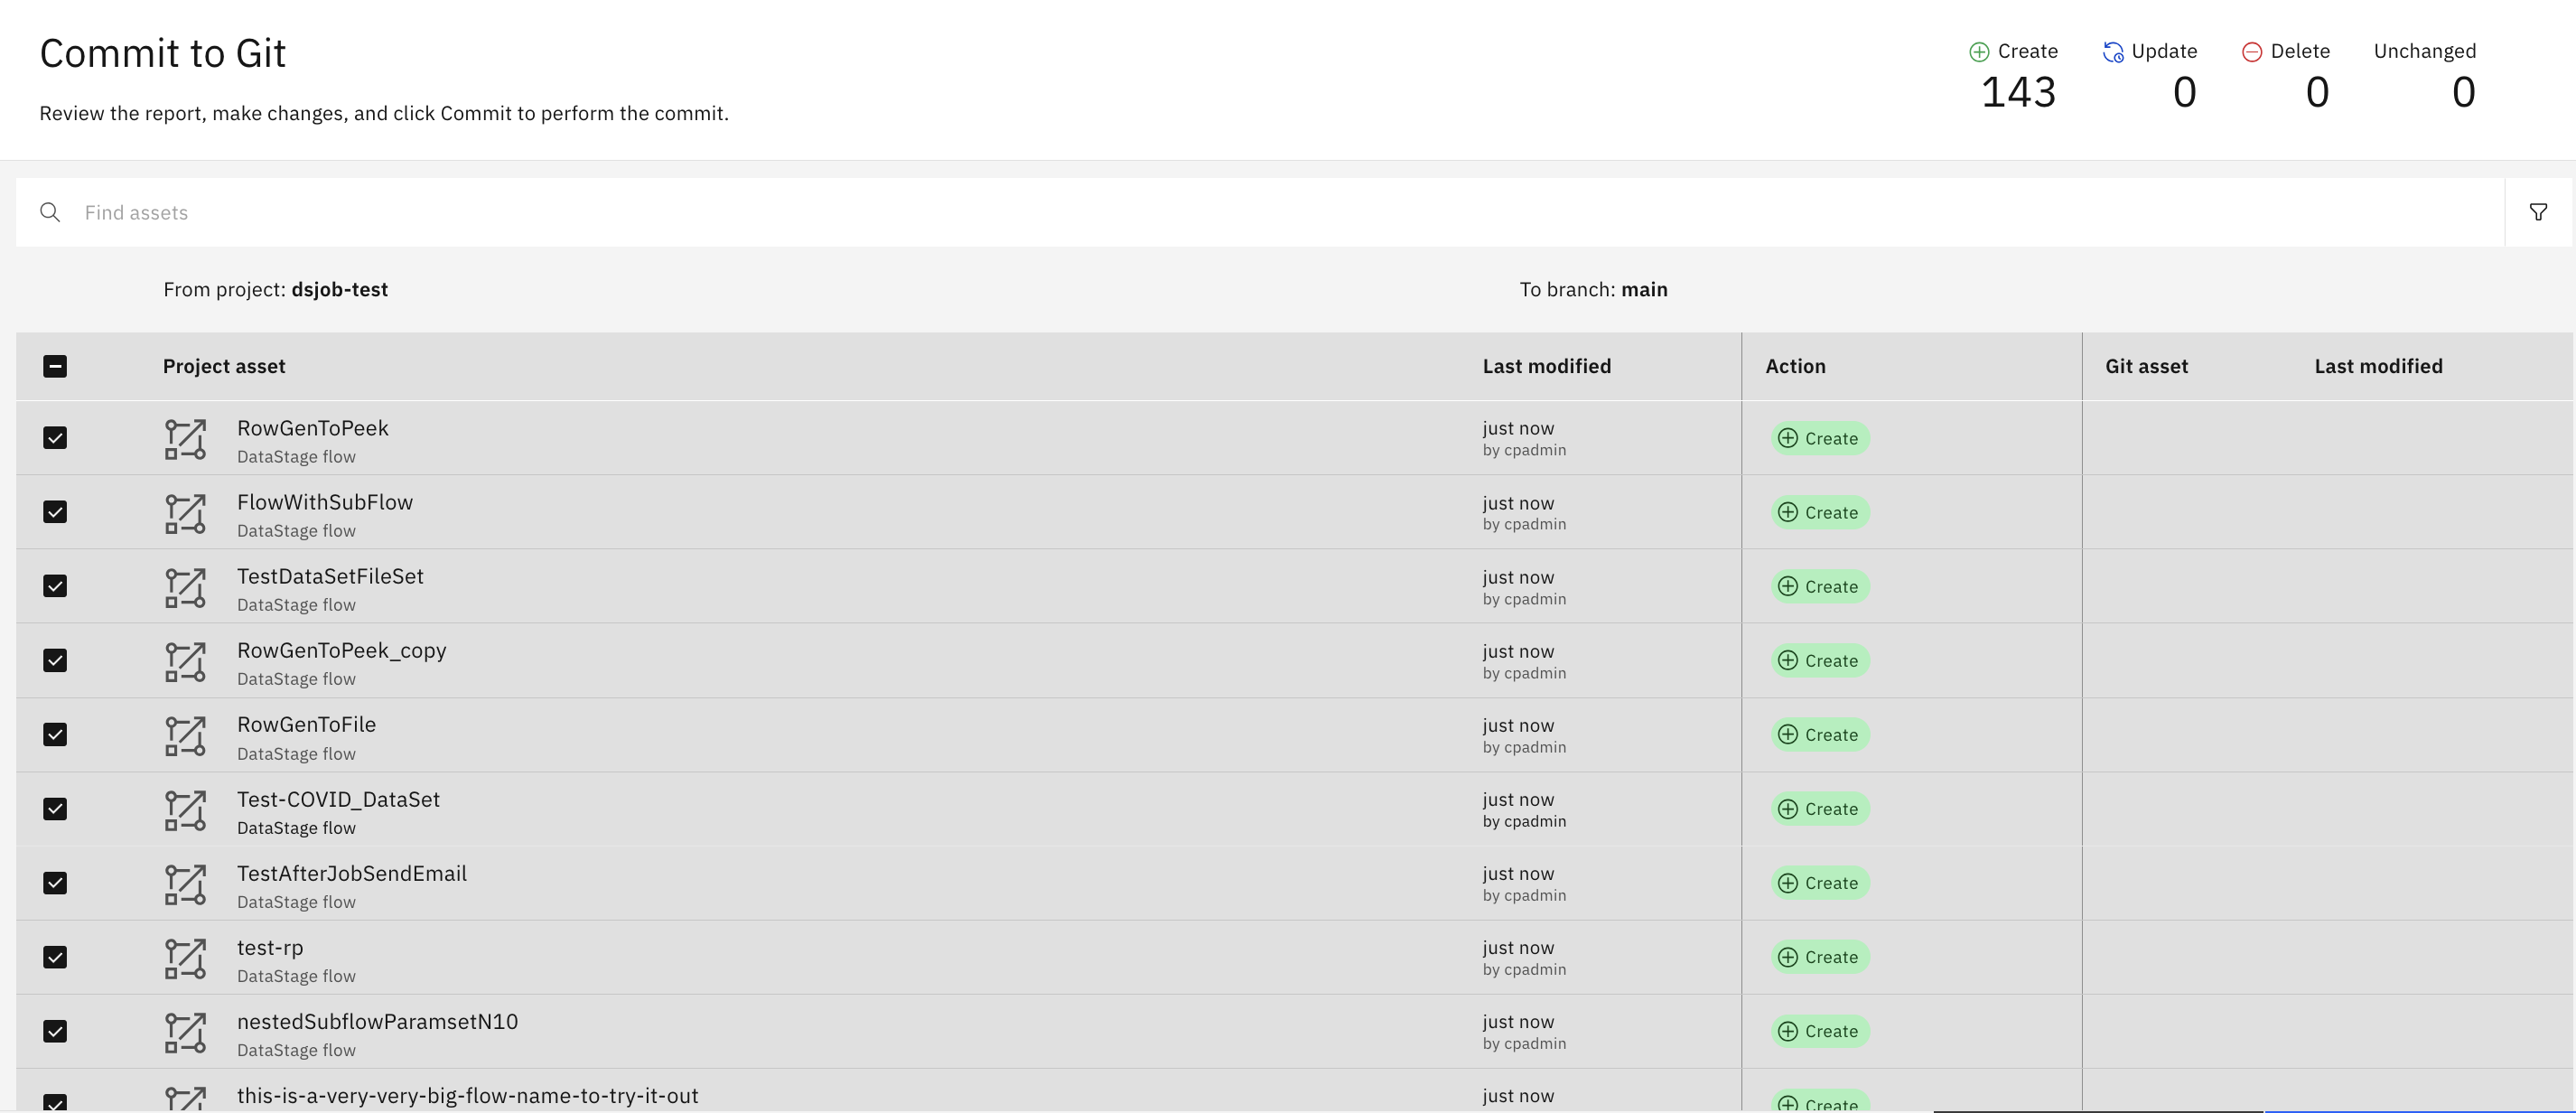 Commit to Git
Review the report, make changes, and click Commit to perform the commit.
Create Update Delete Unchanged
143 0 0 0
Find assets
From project: dsjob-test To branch: main
Project asset Last modified Action Git asset Last modified
RowGenToPeek just now Create
DataStage flow by cpadmin
FlowWithSubFlow just now Create
DataStage flow by cpadmin
TestDataSetFileSet just now Create
DataStage flow by cpadmin
RowGenToPeek_copy just now Create
DataStage flow by cpadmin
RowGenToFile just now Create
DataStage flow by cpadmin
Test-COVID_DataSet just now Create
DataStage flow by cpadmin
TestAfterJobSendEmail just now Create
DataStage flow by cpadmin
test-rp just now Create
DataStage flow by cpadmin
nestedSubflowParamsetN10 just now Create
DataStage flow by cpadmin
this-is-a-very-very-big-flow-name-to-try-it-out just now Create